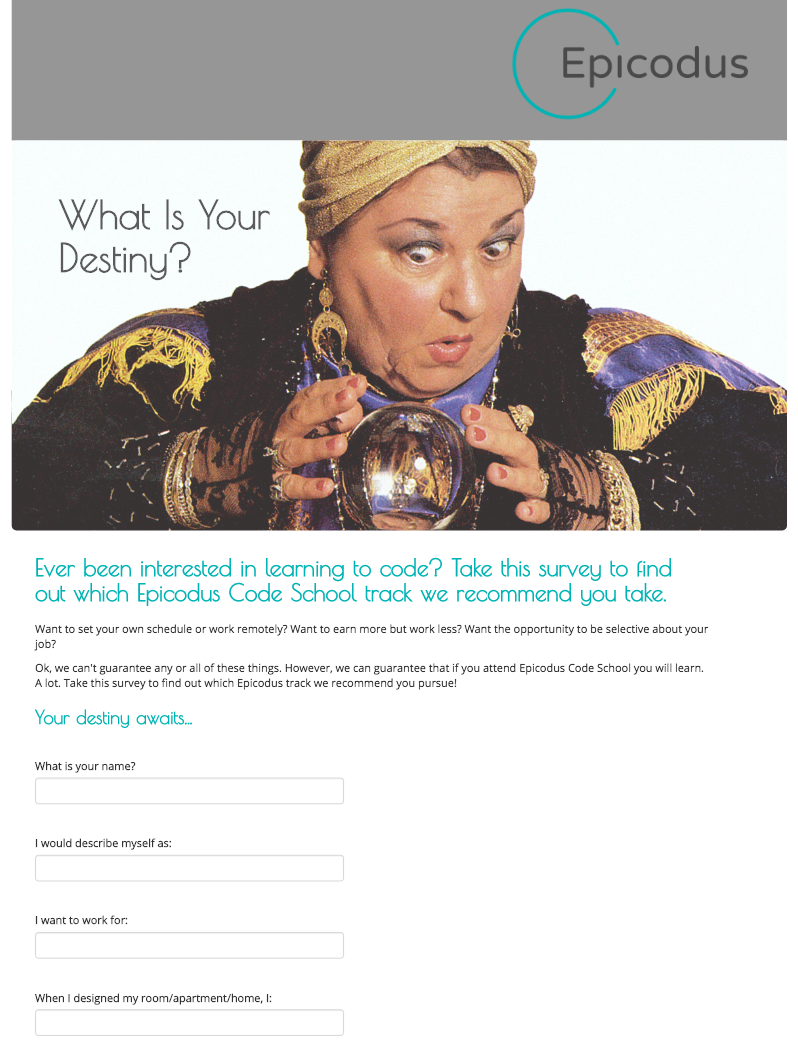 Epicodus
What Is Your
Destiny?
Ever been interested in learning to code? Take this survey to find
out which Epicodus Code School track we recommend you take.
Want to set your own schedule or work remotely? Want to earn more but work less? Want the opportunity to be selective about your
job?
Ok, we can't guarantee any or all of these things. However, we can guarantee that if you attend Epicodus Code School you will learn.
A lot. Take this survey to find out which Epicodus track we recommend you pursue!
Your destiny awaits...
What is your name?
I would describe myself as:
I want to work for:
When I designed my room/apartment/home, I: